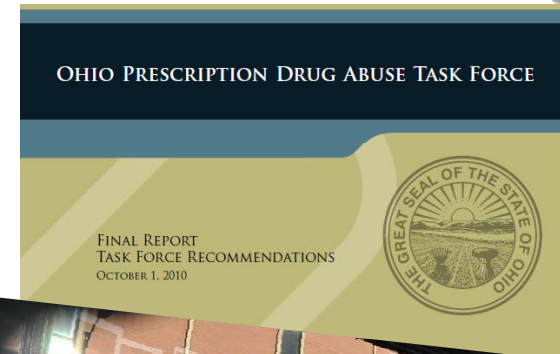 OHIO PRESCRIPTION DRUG ABUSE TASK FORCE
THE GREAT SEAL OF THE STATE OF OHIO
FINAL REPORT
TASK FORCE RECOMMENDATIONS
OCTOBER 1, 2010